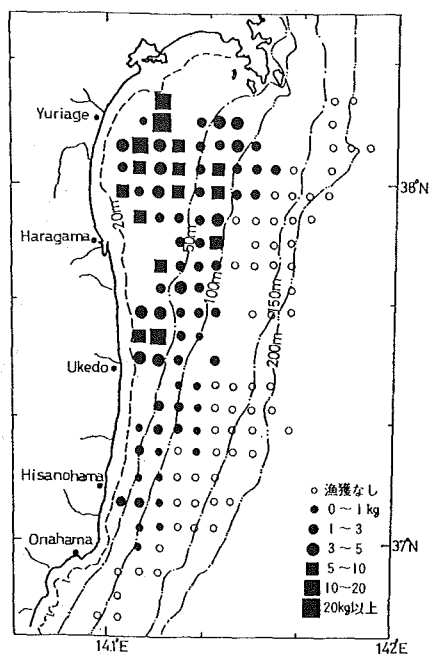 Yuriage
38°N
20m
Haragama
50m
100m
150m
200m
Ukedo
Hisanohama
Onahama
37°N
漁獲なし
0～1kg
1～3
3～5
5～10
10～20
20kg以上
141°E
142°E